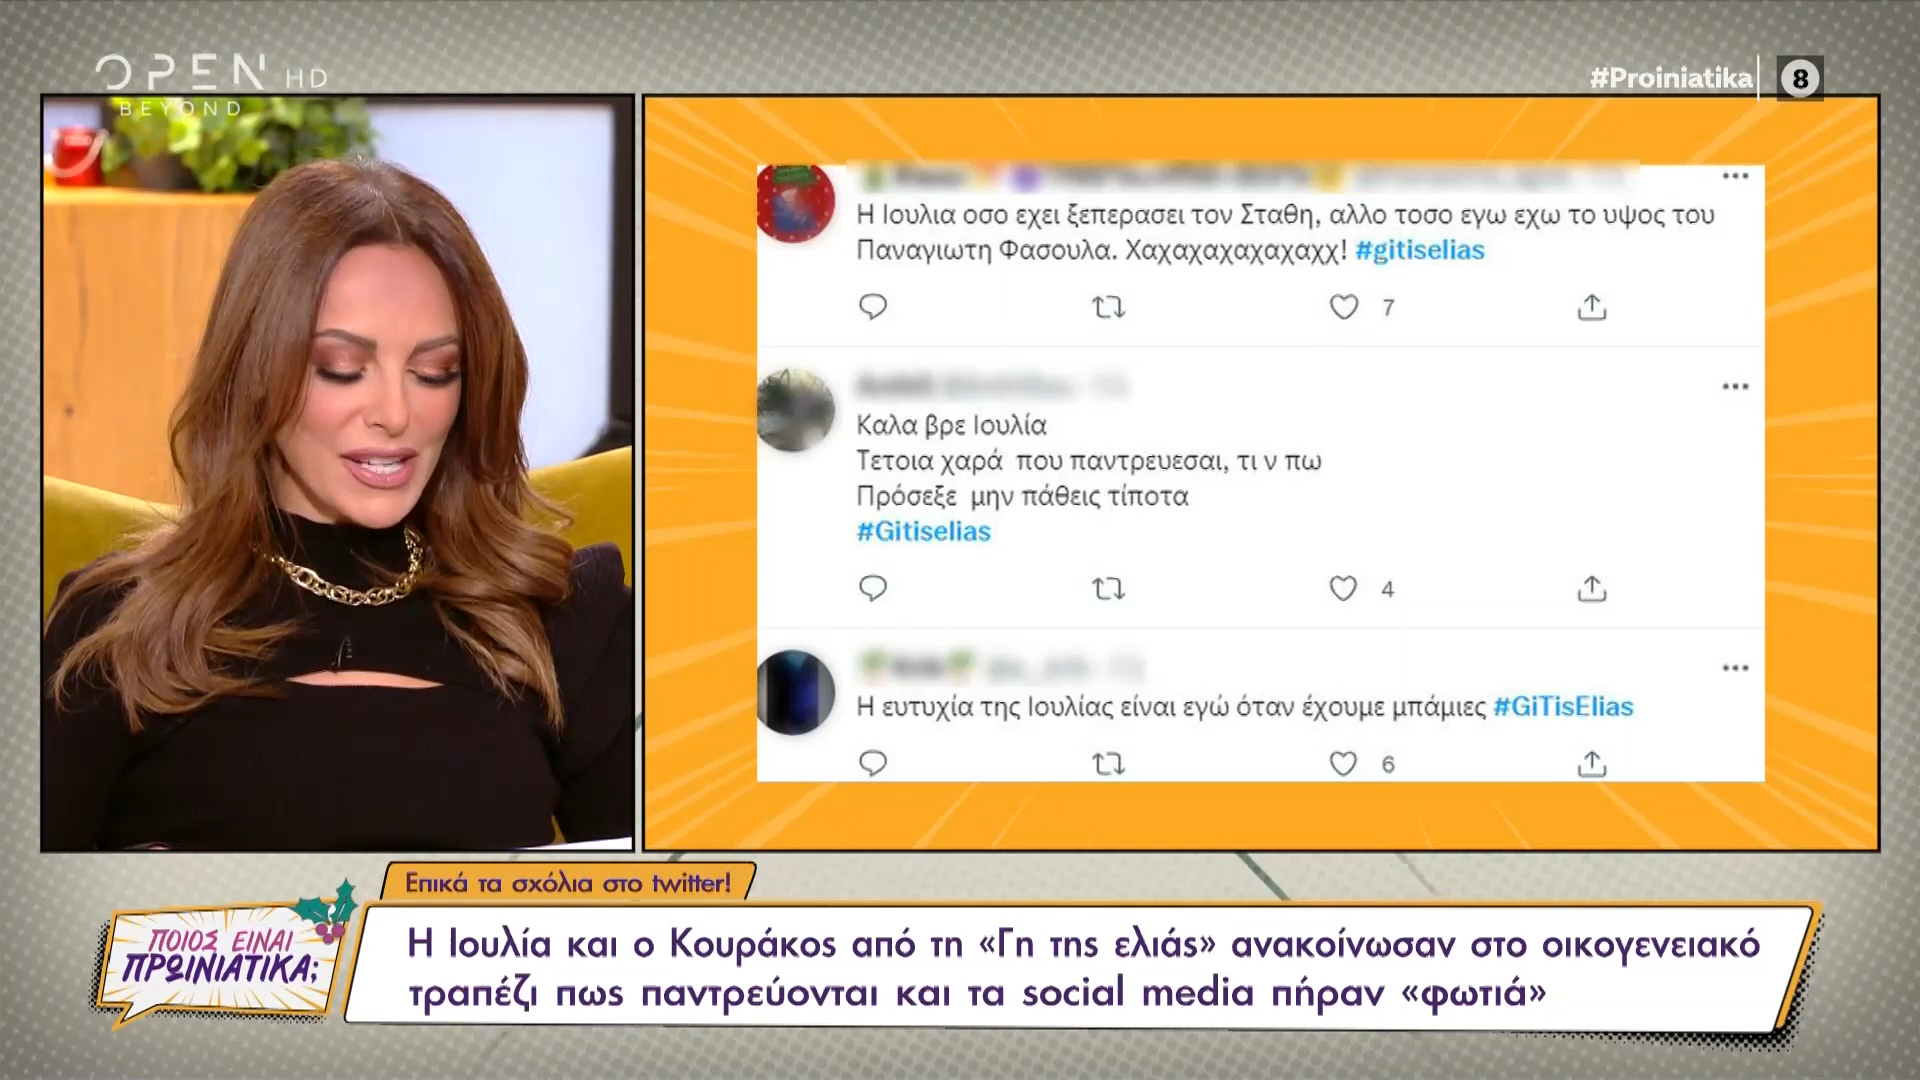 OPEN HD
BEYOND
#Proiniatika
8
Η Ιουλια οσο εχει ξεπερασει τον Σταθη, αλλο τοσο εγω εχω το υψος του
Παναγιωτη Φασουλα. Χαχαχαχαχαχαχχ! #gitiselias
7
Καλα βρε Ιουλία
Τετοια χαρά που παντρευεσαι, τι ν πω
Πρόσεξε μην πάθεις τίποτα
#Gitiselias
4
Η ευτυχία της Ιουλίας είναι εγώ όταν έχουμε μπάμιες #GiTisElias
6
Επικά τα σχόλια στο twitter!
ΠΟΙΟΣ ΕΙΝΑΙ
ΠΡΩΙΝΙΑΤΙΚΑ;
Η Ιουλία και ο Κουράκος από τη «Γη της ελιάς» ανακοίνωσαν στο οικογενειακό
τραπέζι πως παντρεύονται και τα social media πήραν «φωτιά»